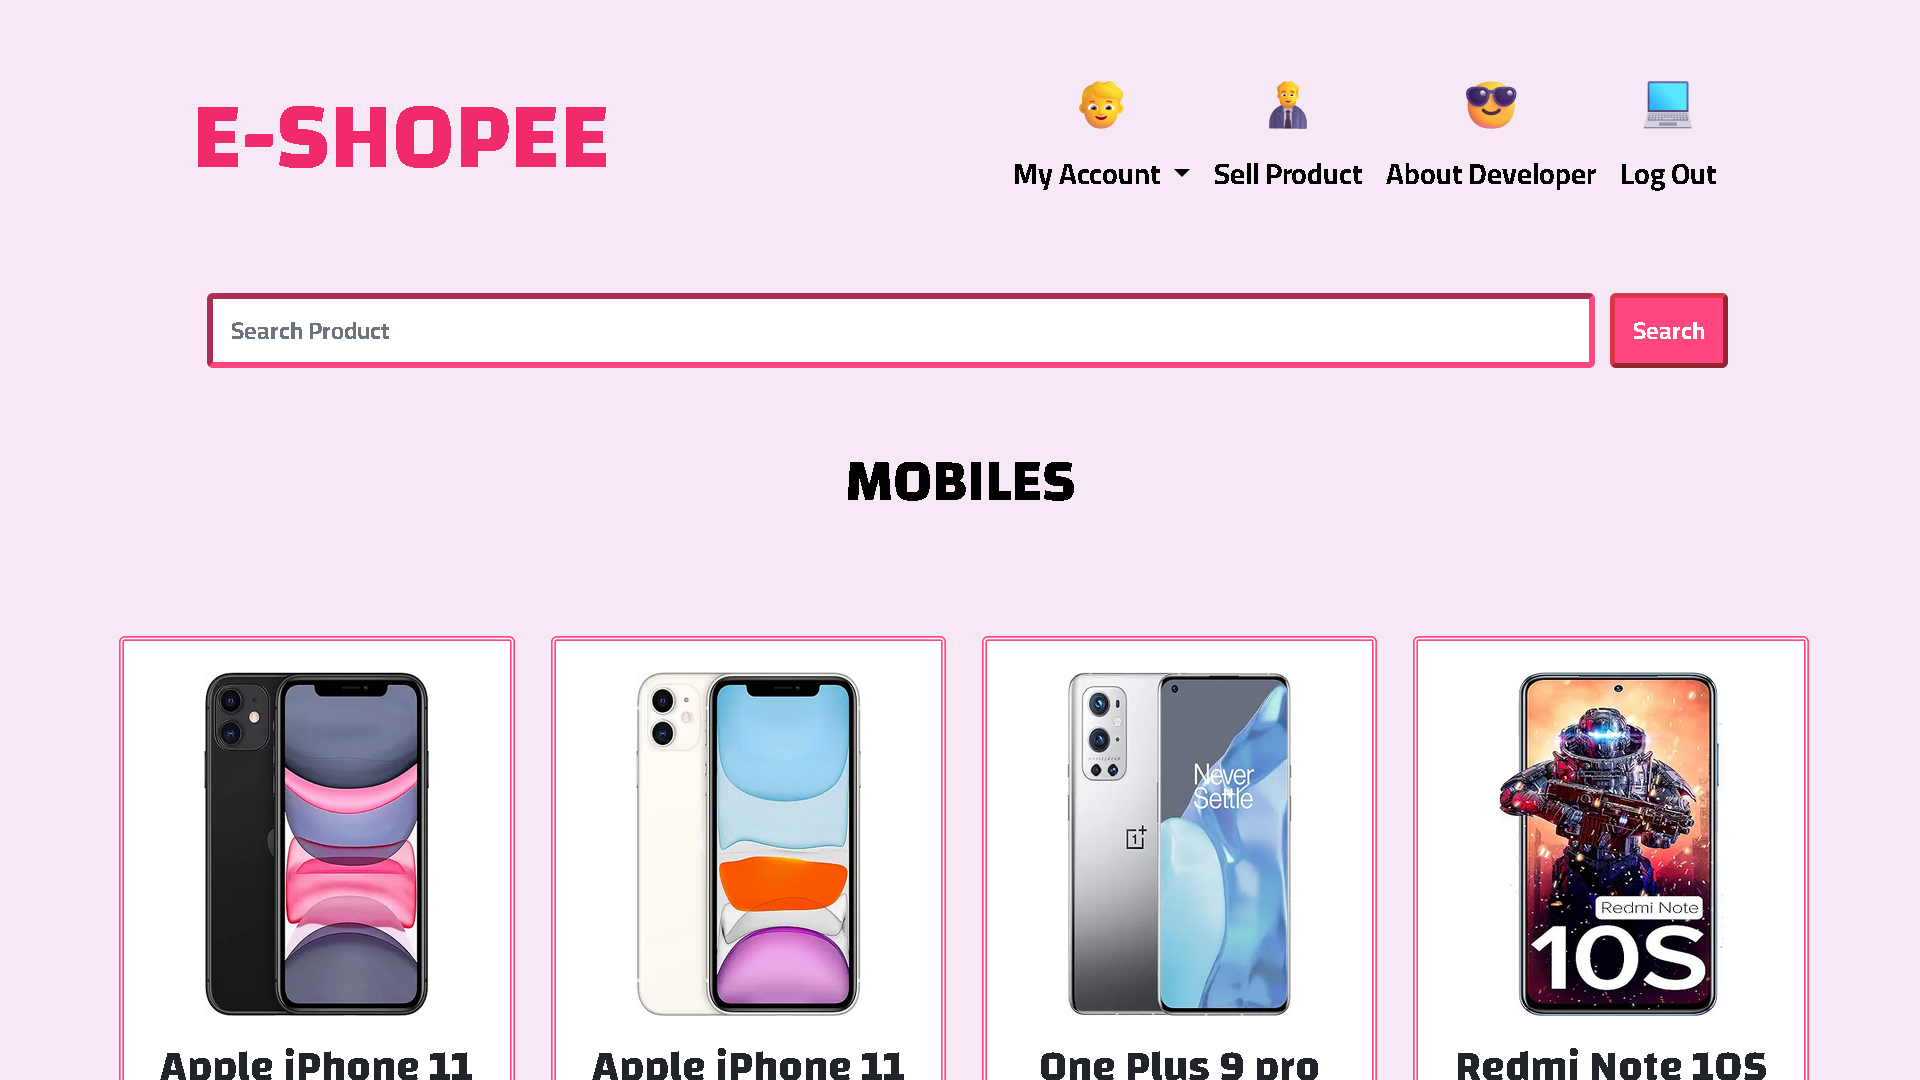 E-SHOPEE
My Account
Sell Product
About Developer
Log Out
Search Product
Search
MOBILES
Never
Settle
Redmi Note
10S
Apple iPhone 11
Apple iPhone 11
One Plus 9 pro
Redmi Note 10S